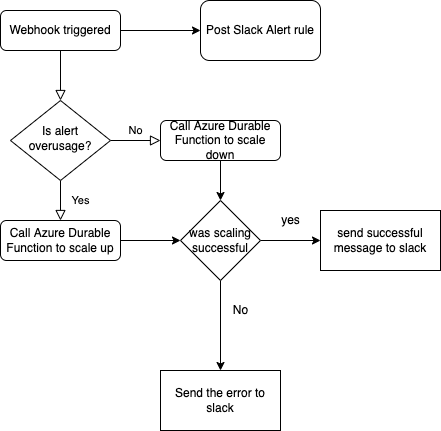 Webhook triggered
Post Slack Alert rule
Is alert
overusage?
No
Call Azure Durable
Function to scale
down
Yes
Call Azure Durable
Function to scale up
was scaling
successful
yes
send successful
message to slack
No
Send the error to
slack